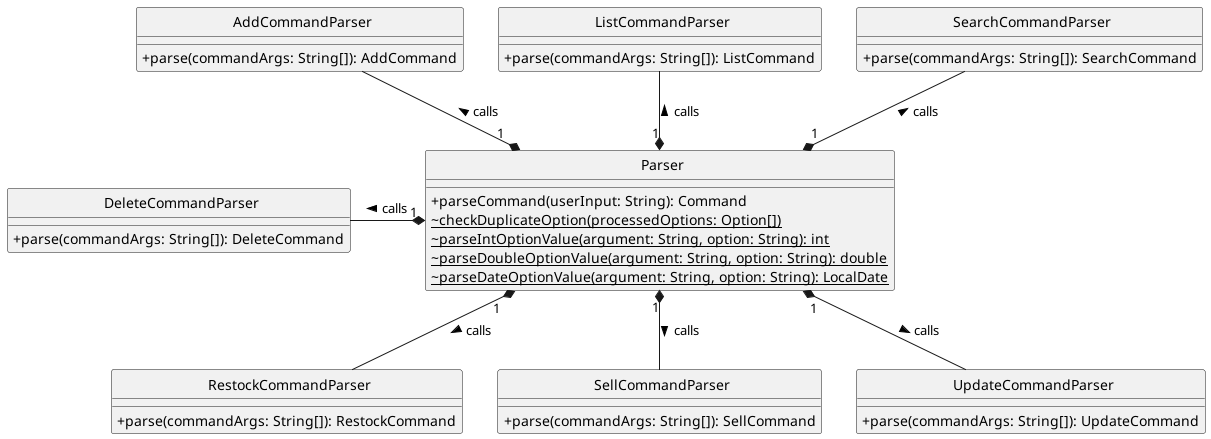 AddCommandParser
+parse(commandArgs: String[]): AddCommand
ListCommandParser
+parse(commandArgs: String[]): ListCommand
SearchCommandParser
+parse(commandArgs: String[]): SearchCommand
calls
1
calls
1
calls
1
DeleteCommandParser
+parse(commandArgs: String[]): DeleteCommand
calls
1
Parser
+parseCommand(userInput: String): Command
~checkDuplicateOption(processedOptions: Option[])
~parseIntOptionValue(argument: String, option: String): int
~parseDoubleOptionValue(argument: String, option: String): double
~parseDateOptionValue(argument: String, option: String): LocalDate
1
calls
1
calls
1
calls
RestockCommandParser
+parse(commandArgs: String[]): RestockCommand
SellCommandParser
+parse(commandArgs: String[]): SellCommand
UpdateCommandParser
+parse(commandArgs: String[]): UpdateCommand